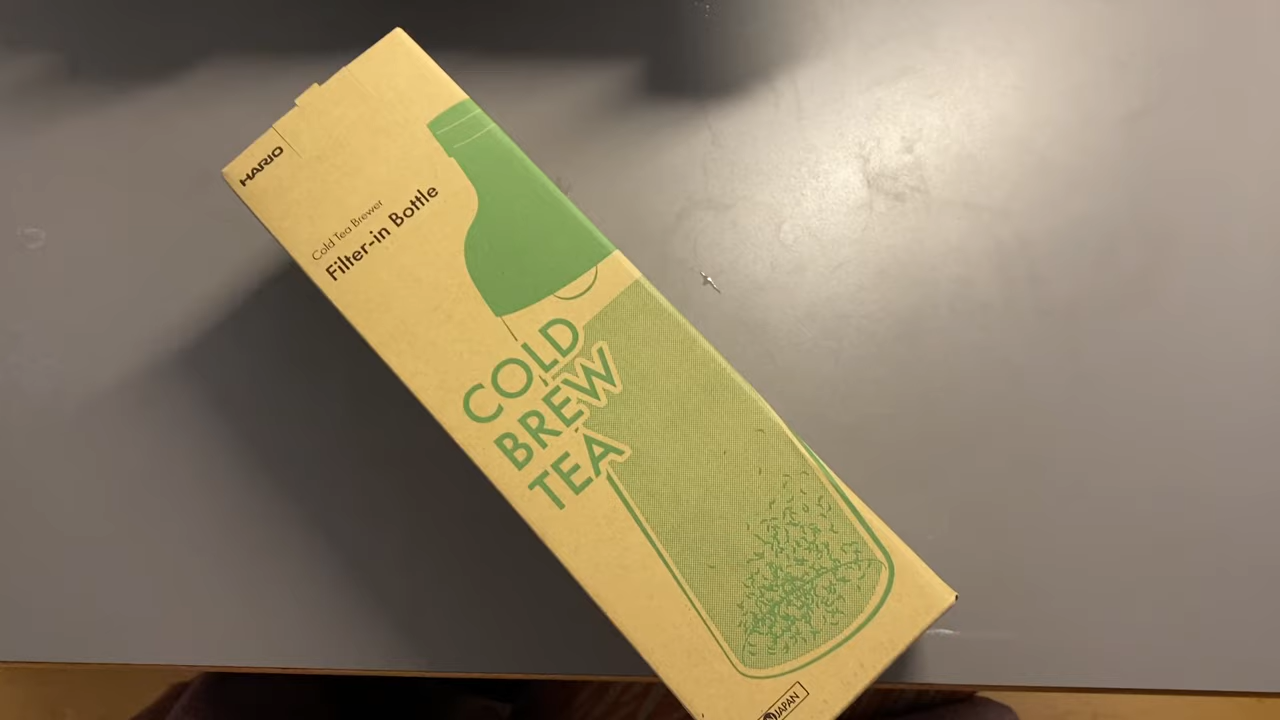 HARIO
Cold Tea Brewer
Filter-in Bottle
COLD
BREW
TEA
JAPAN